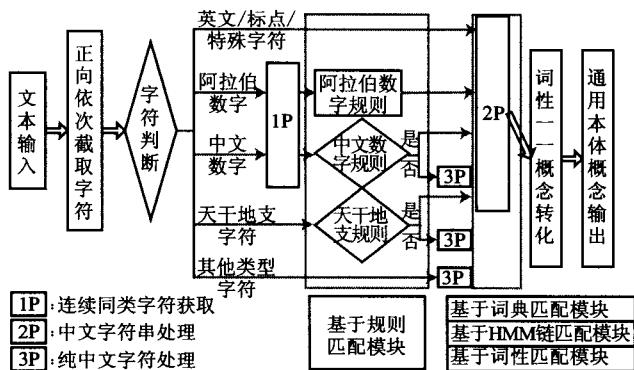 文本输入
正向依次截取字符
字符判断
英文/标点/
特殊字符
阿拉伯
数字
中文
数字
天干地支
字符
其他类型
字符
1P
阿拉伯数
字规则
中文数
字规则
是
否
3P
天干地
支规则
是
否
3P
3P
2P
词性——概念转化
通用本体概念输出
1P:连续同类字符获取
2P:中文字符串处理
3P:纯中文字符处理
基于规则
匹配模块
基于词典匹配模块
基于HMM链匹配模块
基于词性匹配模块